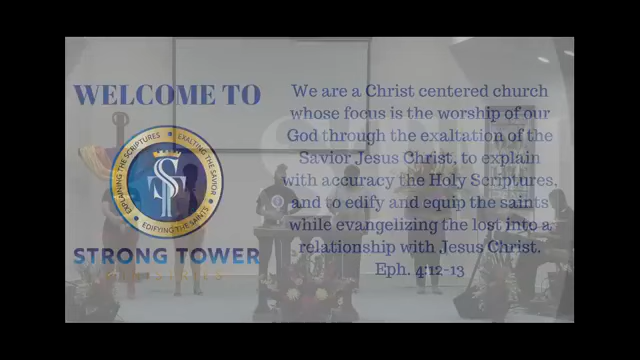 WELCOME TO
EXPLAINING THE SCRIPTURES
EXALTING THE SAVIOR
EDIFYING THE SAINTS
ST
STRONG TOWER
We are a Christ centered church
whose focus is the worship of our
God through the exaltation of the
Savior Jesus Christ, to explain
with accuracy the Holy Scriptures,
and to edify and equip the saints
while evangelizing the lost into a
relationship with Jesus Christ.
Eph. 4:12-13